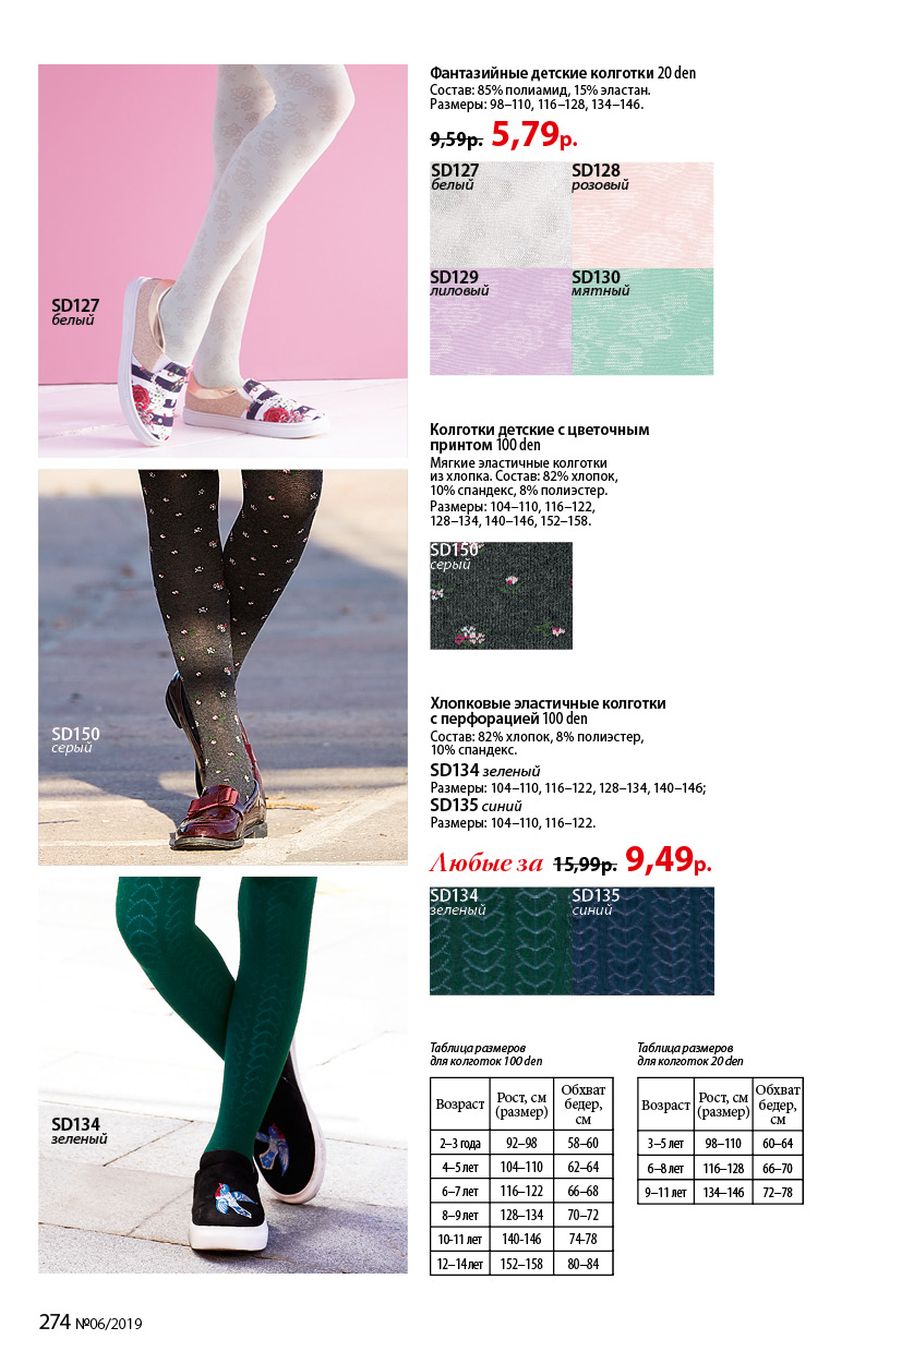 Фантазийные детские колготки 20 den
Состав: 85% полиамид, 15% эластан.
Размеры: 98–110, 116–128, 134–146.
9,59р. 5,79р.
SD127
белый
SD128
розовый
SD129
лиловый
SD130
мятный
SD127
белый
Колготки детские с цветочным
принтом 100 den
Мягкие эластичные колготки
из хлопка. Состав: 82% хлопок,
10% спандекс, 8% полиэстер.
Размеры: 104–110, 116–122,
128–134, 140–146, 152–158.
SD150
серый
SD150
серый
Хлопковые эластичные колготки
с перфорацией 100 den
Состав: 82% хлопок, 8% полиэстер,
10% спандекс.
SD134 зеленый
Размеры: 104–110, 116–122, 128–134, 140–146;
SD135 синий
Размеры: 104–110, 116–122.
Любые за 15,99р. 9,49р.
SD134
зеленый
SD135
синий
SD134
зеленый
Таблица размеров
для колготок 100 den
Возраст Рост, см (размер) Обхват бедер, см
2–3 года 92–98 58–60
4–5 лет 104–110 62–64
6–7 лет 116–122 66–68
8–9 лет 128–134 70–72
10-11 лет 140-146 74-78
12–14 лет 152–158 80–84
Таблица размеров
для колготок 20 den
Возраст Рост, см (размер) Обхват бедер, см
3–5 лет 98–110 60–64
6–8 лет 116–128 66–70
9–11 лет 134–146 72–78
274 №06/2019